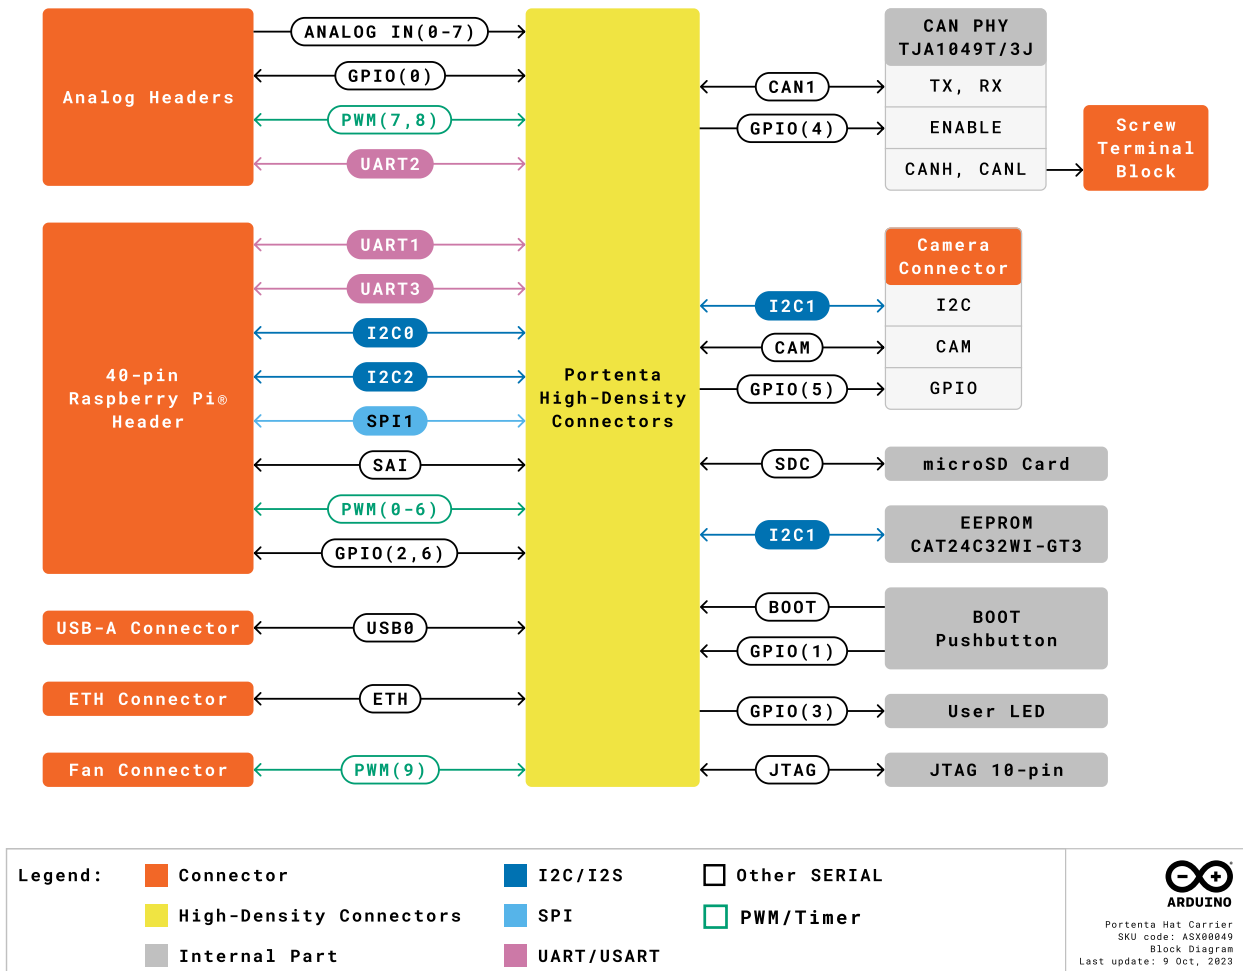 ANALOG IN(0-7)
GPIO(0)
Analog Headers
PWM(7,8)
UART2
UART1
UART3
I2C0
I2C2
40-pin
Raspberry Pi®
Header
SPI1
SAI
PWM(0-6)
GPIO(2,6)
USB-A Connector
USB0
ETH Connector
ETH
Fan Connector
PWM(9)
Portenta
High-Density
Connectors
CAN PHY
TJA1049T/3J
CAN1
TX, RX
GPIO(4)
ENABLE
CANH, CANL
Screw
Terminal
Block
Camera
Connector
I2C1
I2C
CAM
CAM
GPIO(5)
GPIO
SDC
microSD Card
I2C1
EEPROM
CAT24C32WI-GT3
BOOT
GPIO(1)
BOOT
Pushbutton
GPIO(3)
User LED
JTAG
JTAG 10-pin
Legend:
Connector
High-Density Connectors
Internal Part
I2C/I2S
SPI
UART/USART
Other SERIAL
PWM/Timer
ARDUINO
Portenta Hat Carrier
SKU code: ASX00049
Block Diagram
Last update: 9 Oct, 2023